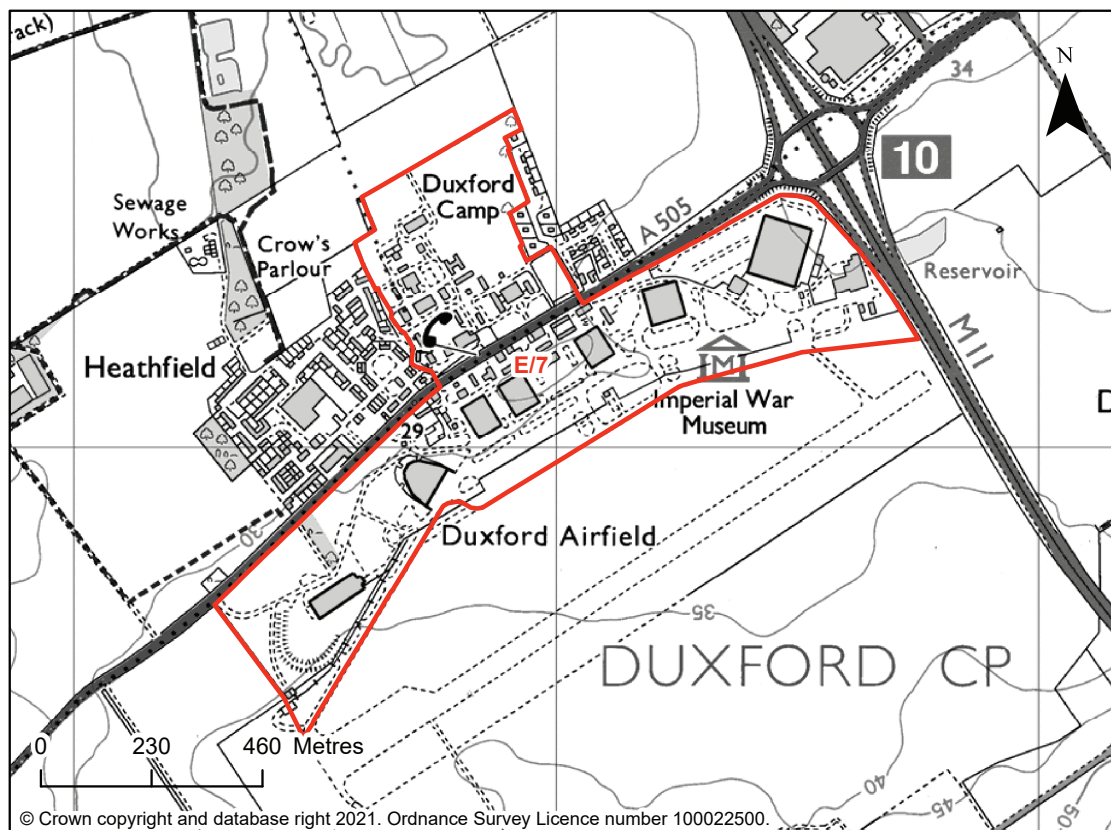 ack)
N
34
Duxford
Camp
10
Sewage
Works
A 505
Crow's
Parlour
Reservoir
M11
Heathfield
E/7
IM
Imperial War
Museum
D
29
30
Duxford Airfield
35
DUXFORD CP
0 230 460 Metres
40
45
50
© Crown copyright and database right 2021. Ordnance Survey Licence number 100022500.